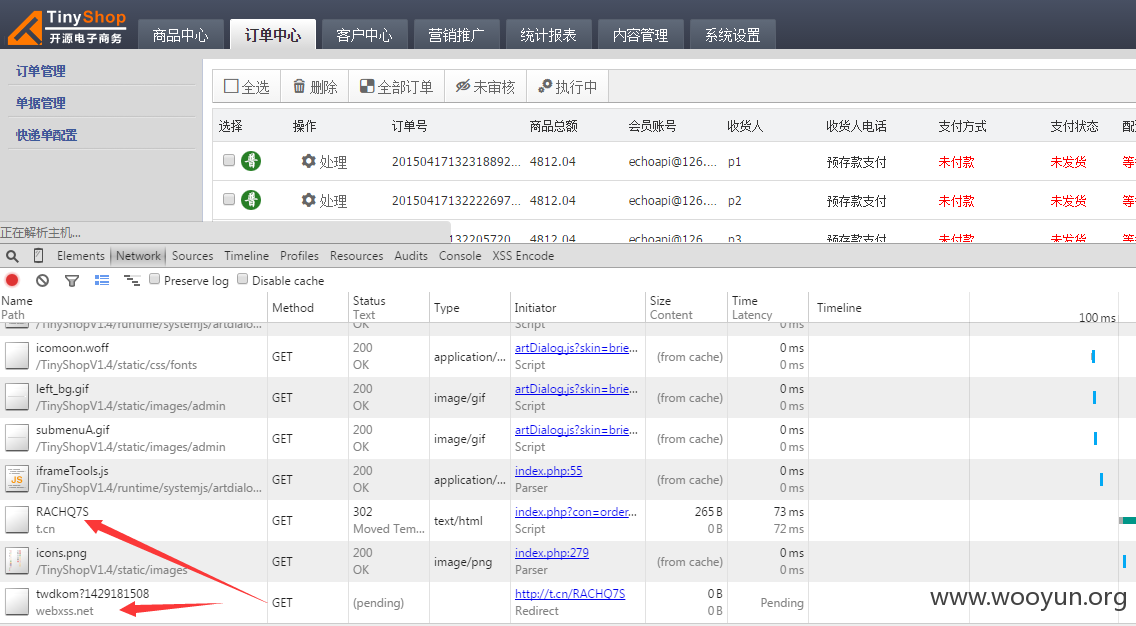 TinyShop
开源电子商务
商品中心 订单中心 客户中心 营销推广 统计报表 内容管理 系统设置
订单管理
单据管理
快递单配置
全选 删除 全部订单 未审核 执行中
选择 操作 订单号 商品总额 会员账号 收货人 收货人电话 支付方式 支付状态
处理 20150417132318892... 4812.04 echoapi@126.... p1 预存款支付 未付款 未发货
处理 20150417132222697... 4812.04 echoapi@126.... p2 预存款支付 未付款 未发货
132205720 4812.04 echoapi@126 p3 预存款支付 未付款 未发货
正在解析主机...
Elements Network Sources Timeline Profiles Resources Audits Console XSS Encode
Preserve log Disable cache
Name Path Method Status Text Type Initiator Size Content Time Latency Timeline
100 ms
/TinyShopV1.4/runtime/systemjs/artdialo... OK Script 0 ms
icomoon.woff GET 200 application/... artDialog.js?skin=brie... (from cache) 0 ms
/TinyShopV1.4/static/css/fonts OK Script 0 ms
left_bg.gif GET 200 image/gif artDialog.js?skin=brie... (from cache) 0 ms
/TinyShopV1.4/static/images/admin OK Script 0 ms
submenuA.gif GET 200 image/gif artDialog.js?skin=brie... (from cache) 0 ms
/TinyShopV1.4/static/images/admin OK Script 0 ms
JS
iframeTools.js GET 200 application/... index.php:55 (from cache) 0 ms
/TinyShopV1.4/runtime/systemjs/artdialo... OK Parser 0 ms
RACHQ7S GET 302 text/html index.php?con=order... 265 B 73 ms
t.cn Moved Tem... Script 0 B 72 ms
icons.png GET 200 image/png index.php:279 (from cache) 0 ms
/TinyShopV1.4/static/images OK Parser 0 ms
twdkom?1429181508 GET (pending) http://t.cn/RACHQ7S 0 B Pending
webxss.net Redirect 0 B
www.wooyun.org